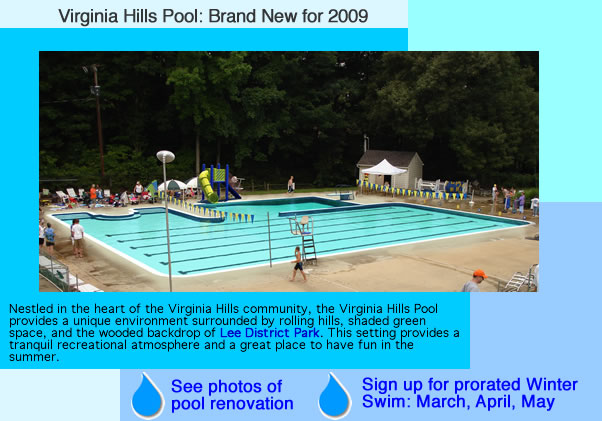 Virginia Hills Pool: Brand New for 2009
Nestled in the heart of the Virginia Hills community, the Virginia Hills Pool
provides a unique environment surrounded by rolling hills, shaded green
space, and the wooded backdrop of Lee District Park. This setting provides a
tranquil recreational atmosphere and a great place to have fun in the
summer.
See photos of
pool renovation
Sign up for prorated Winter
Swim: March, April, May